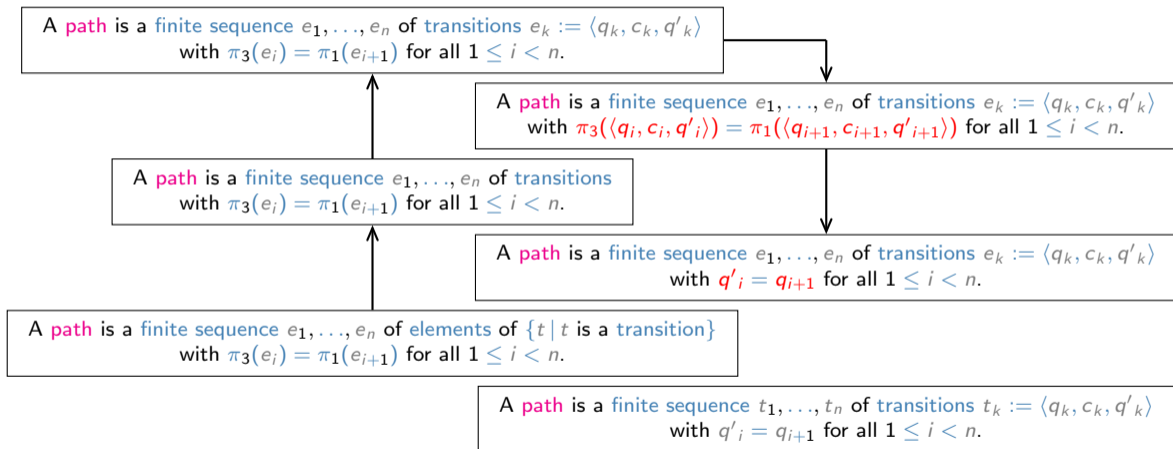 A path is a finite sequence e₁, …, eₙ of transitions eₖ := ⟨qₖ, cₖ, q′ₖ⟩
with π₃(eᵢ) = π₁(eᵢ₊₁) for all 1 ≤ i < n.
A path is a finite sequence e₁, …, eₙ of transitions eₖ := ⟨qₖ, cₖ, q′ₖ⟩
with π₃(⟨qᵢ, cᵢ, q′ᵢ⟩) = π₁(⟨qᵢ₊₁, cᵢ₊₁, q′ᵢ₊₁⟩) for all 1 ≤ i < n.
A path is a finite sequence e₁, …, eₙ of transitions
with π₃(eᵢ) = π₁(eᵢ₊₁) for all 1 ≤ i < n.
A path is a finite sequence e₁, …, eₙ of transitions eₖ := ⟨qₖ, cₖ, q′ₖ⟩
with q′ᵢ = qᵢ₊₁ for all 1 ≤ i < n.
A path is a finite sequence e₁, …, eₙ of elements of {t | t is a transition}
with π₃(eᵢ) = π₁(eᵢ₊₁) for all 1 ≤ i < n.
A path is a finite sequence t₁, …, tₙ of transitions tₖ := ⟨qₖ, cₖ, q′ₖ⟩
with q′ᵢ = qᵢ₊₁ for all 1 ≤ i < n.